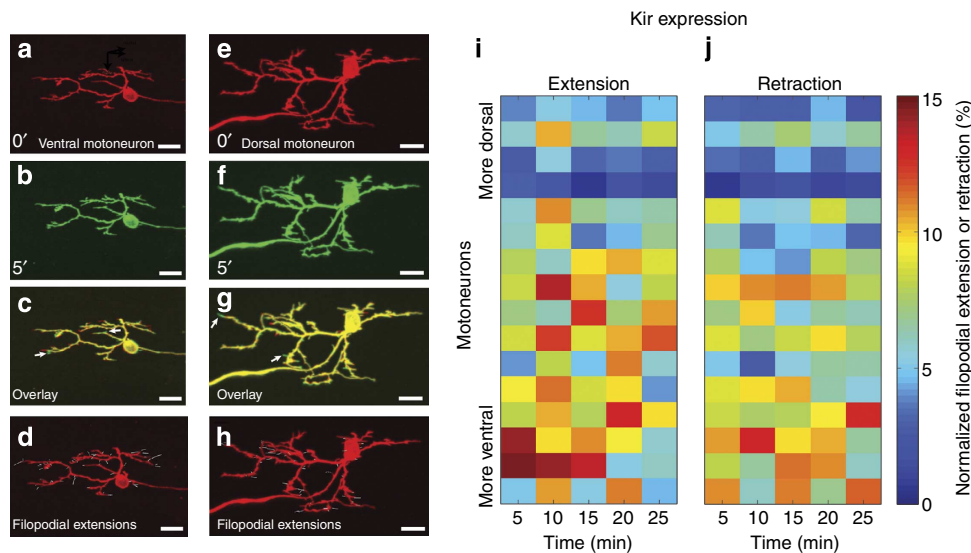 Kir expression
a
0′
Ventral motoneuron
b
5′
c
Overlay
d
Filopodial extensions
e
0′
Dorsal motoneuron
f
5′
g
Overlay
h
Filopodial extensions
i
Extension
More dorsal
Motoneurons
More ventral
5 10 15 20 25
Time (min)
j
Retraction
5 10 15 20 25
Time (min)
15
10
5
0
Normalized filopodial extension or retraction (%)